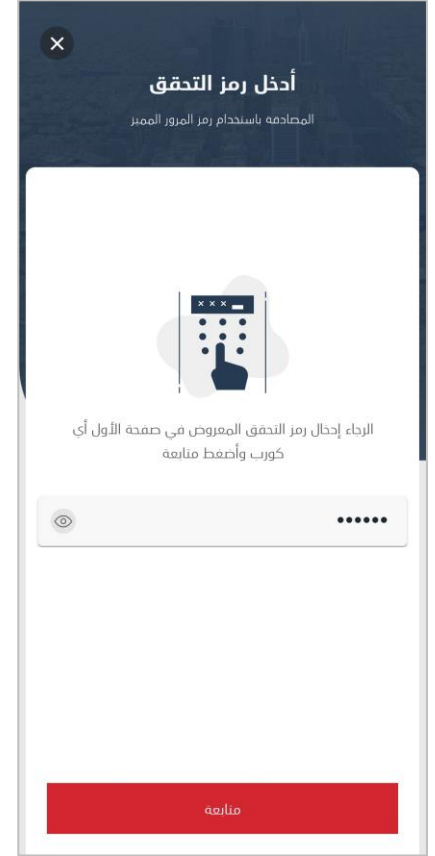 أدخل رمز التحقق
المصادقة باستخدام رمز المرور المميز
× × ×
الرجاء إدخال رمز التحقق المعروض في صفحة الأول أي
كورب وأضغط متابعة
••••••
متابعة